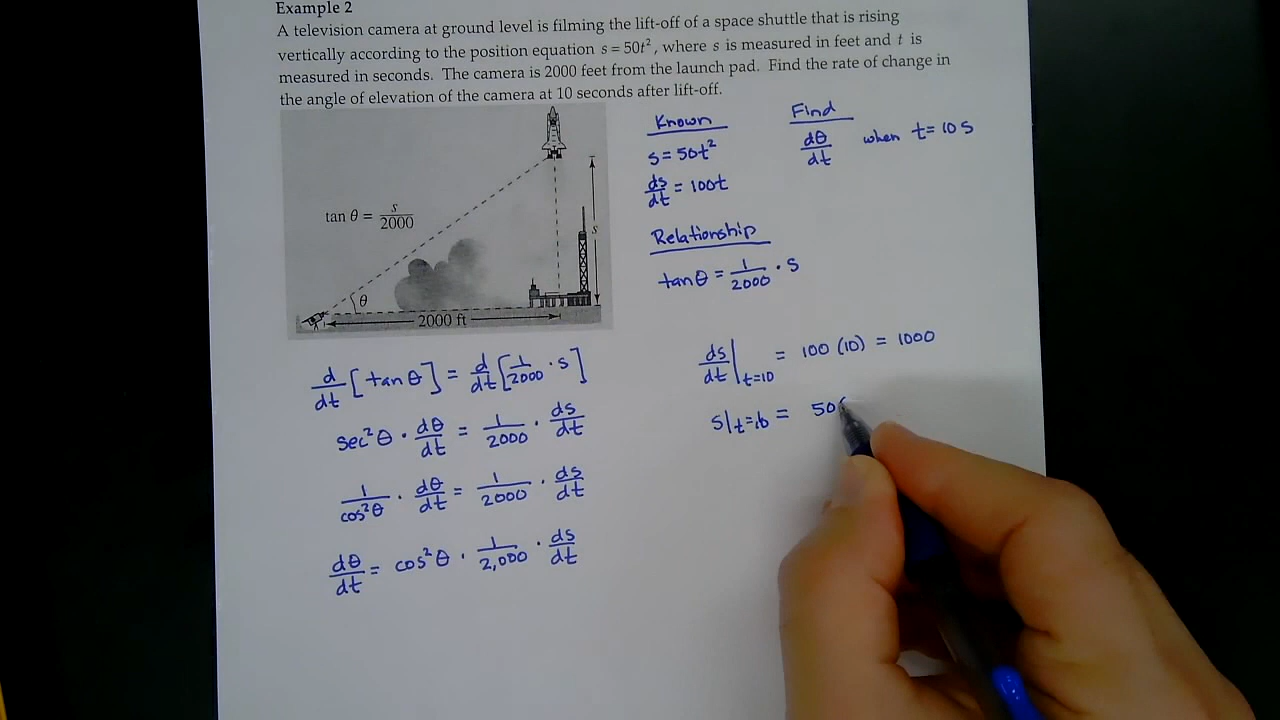 Example 2
A television camera at ground level is filming the lift-off of a space shuttle that is rising
vertically according to the position equation s = 50t², where s is measured in feet and t is
measured in seconds. The camera is 2000 feet from the launch pad. Find the rate of change in
the angle of elevation of the camera at 10 seconds after lift-off.
tan θ = s/2000
s
θ
2000 ft
Known
s = 50t²
ds/dt = 100t
Find
dθ/dt when t = 10 s
Relationship
tan θ = 1/2000 · s
d/dt [tan θ] = d/dt [1/2000 · s]
sec²θ · dθ/dt = 1/2000 · ds/dt
1/cos²θ · dθ/dt = 1/2000 · ds/dt
dθ/dt = cos²θ · 1/2,000 · ds/dt
ds/dt |t=10 = 100 (10) = 1000
s|t=10 = 50(